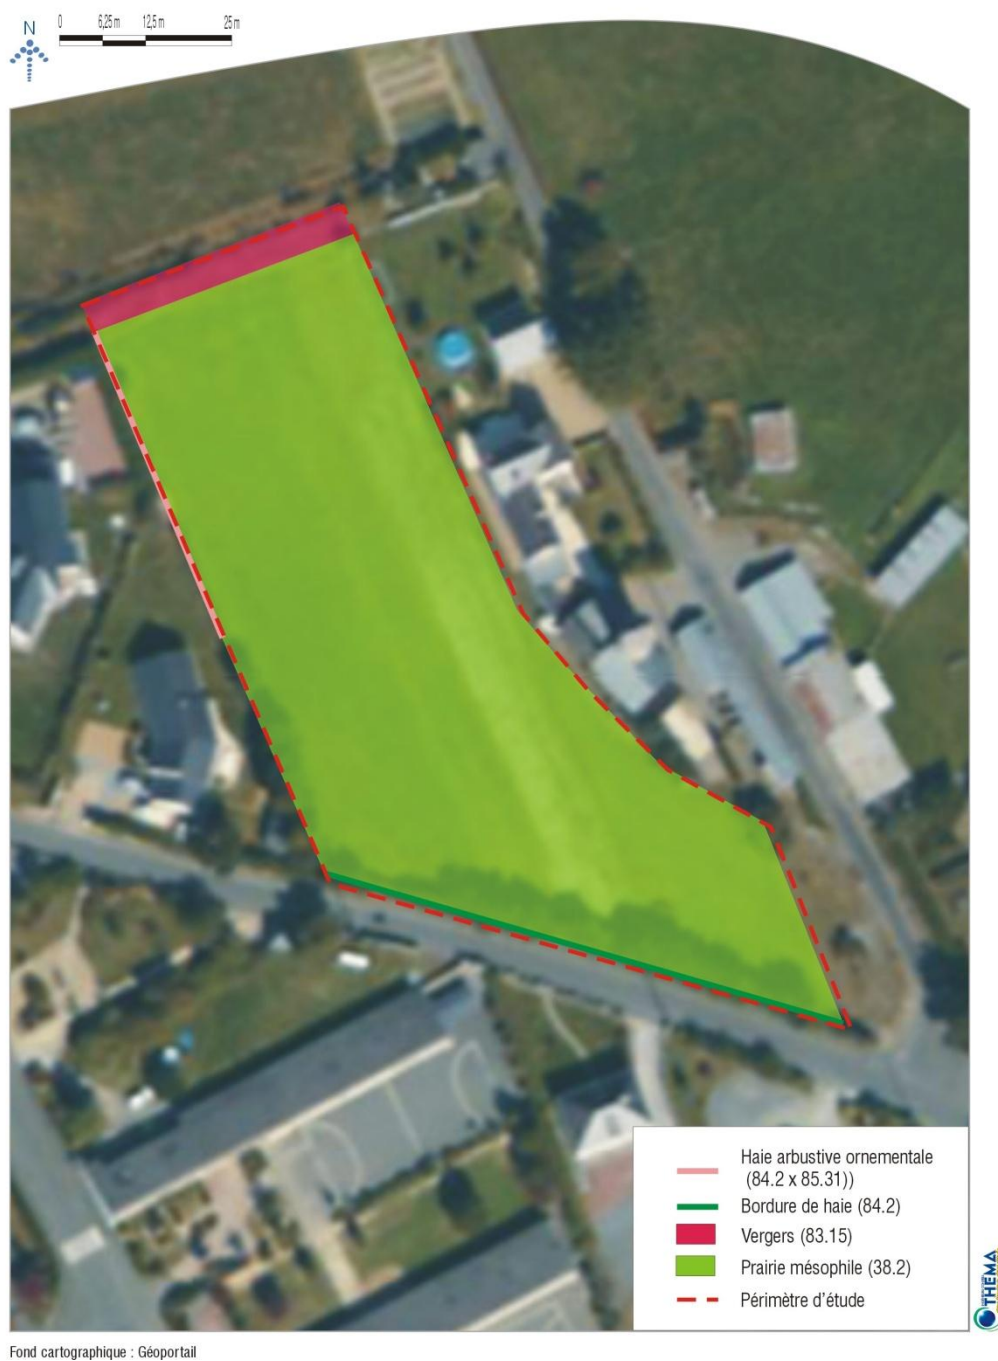 N
0 6,25 m 12,5 m 25 m
Haie arbustive ornementale
(84.2 x 85.31))
Bordure de haie (84.2)
Vergers (83.15)
Prairie mésophile (38.2)
Périmètre d'étude
THEMA
Fond cartographique : Géoportail